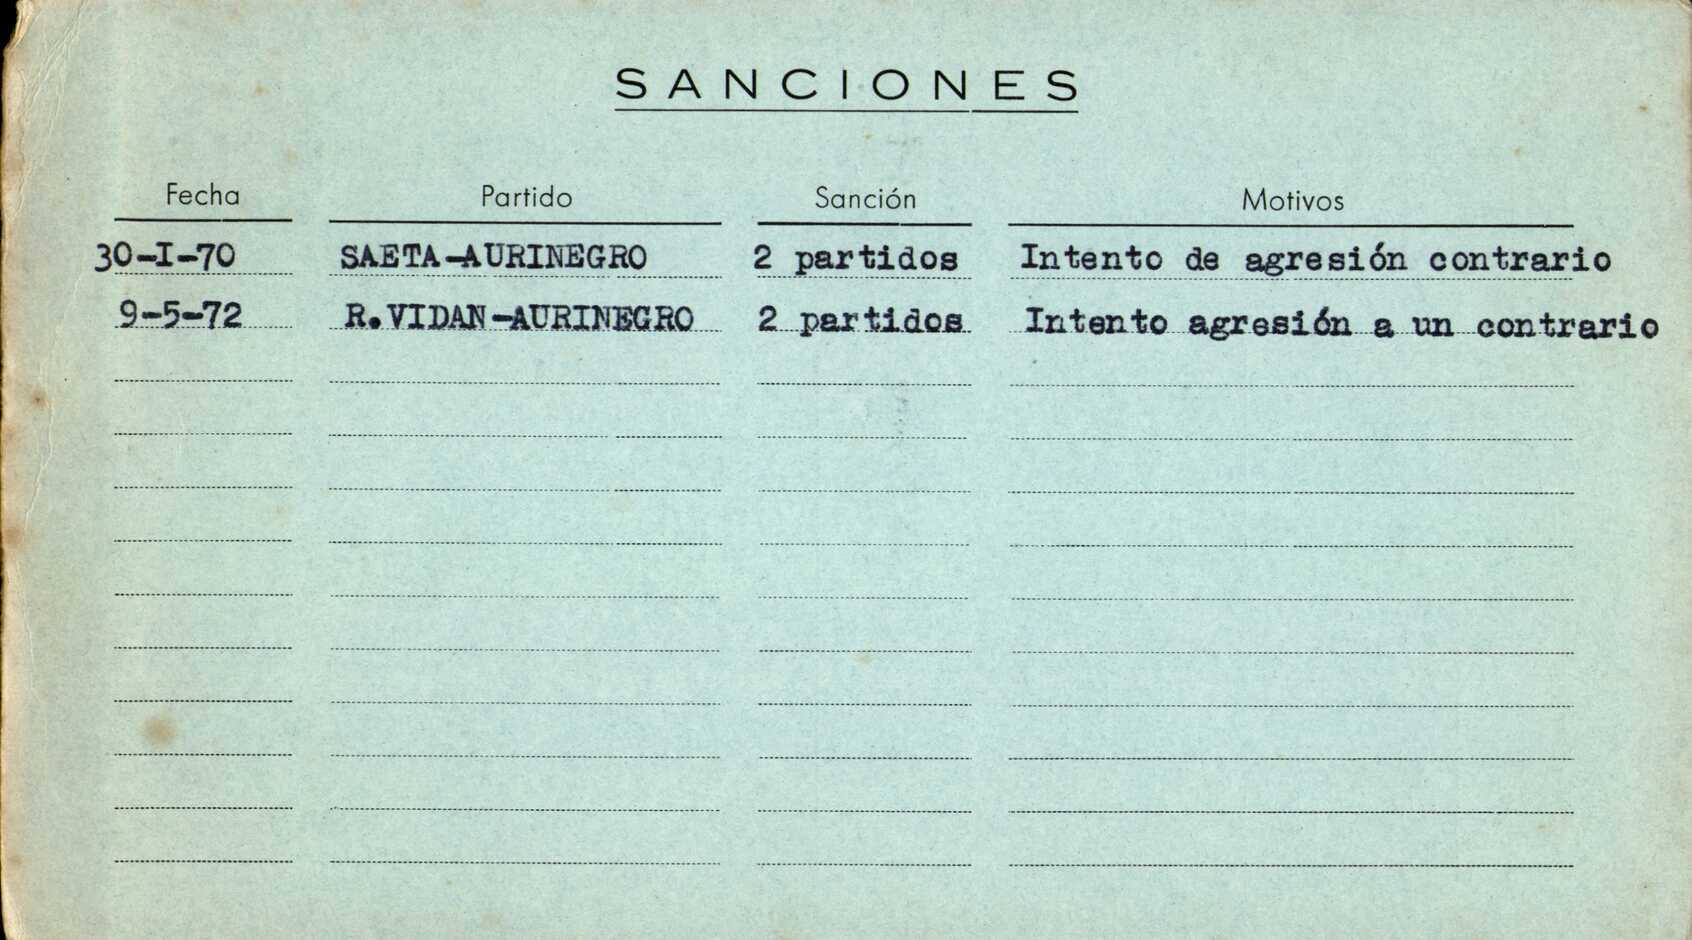 SANCIONES
Fecha Partido Sanción Motivos
30-I-70 SAETA-AURINEGRO 2 partidos Intento de agresión contrario
9-5-72 R.VIDAN-AURINEGRO 2 partidos Intento agresión a un contrario